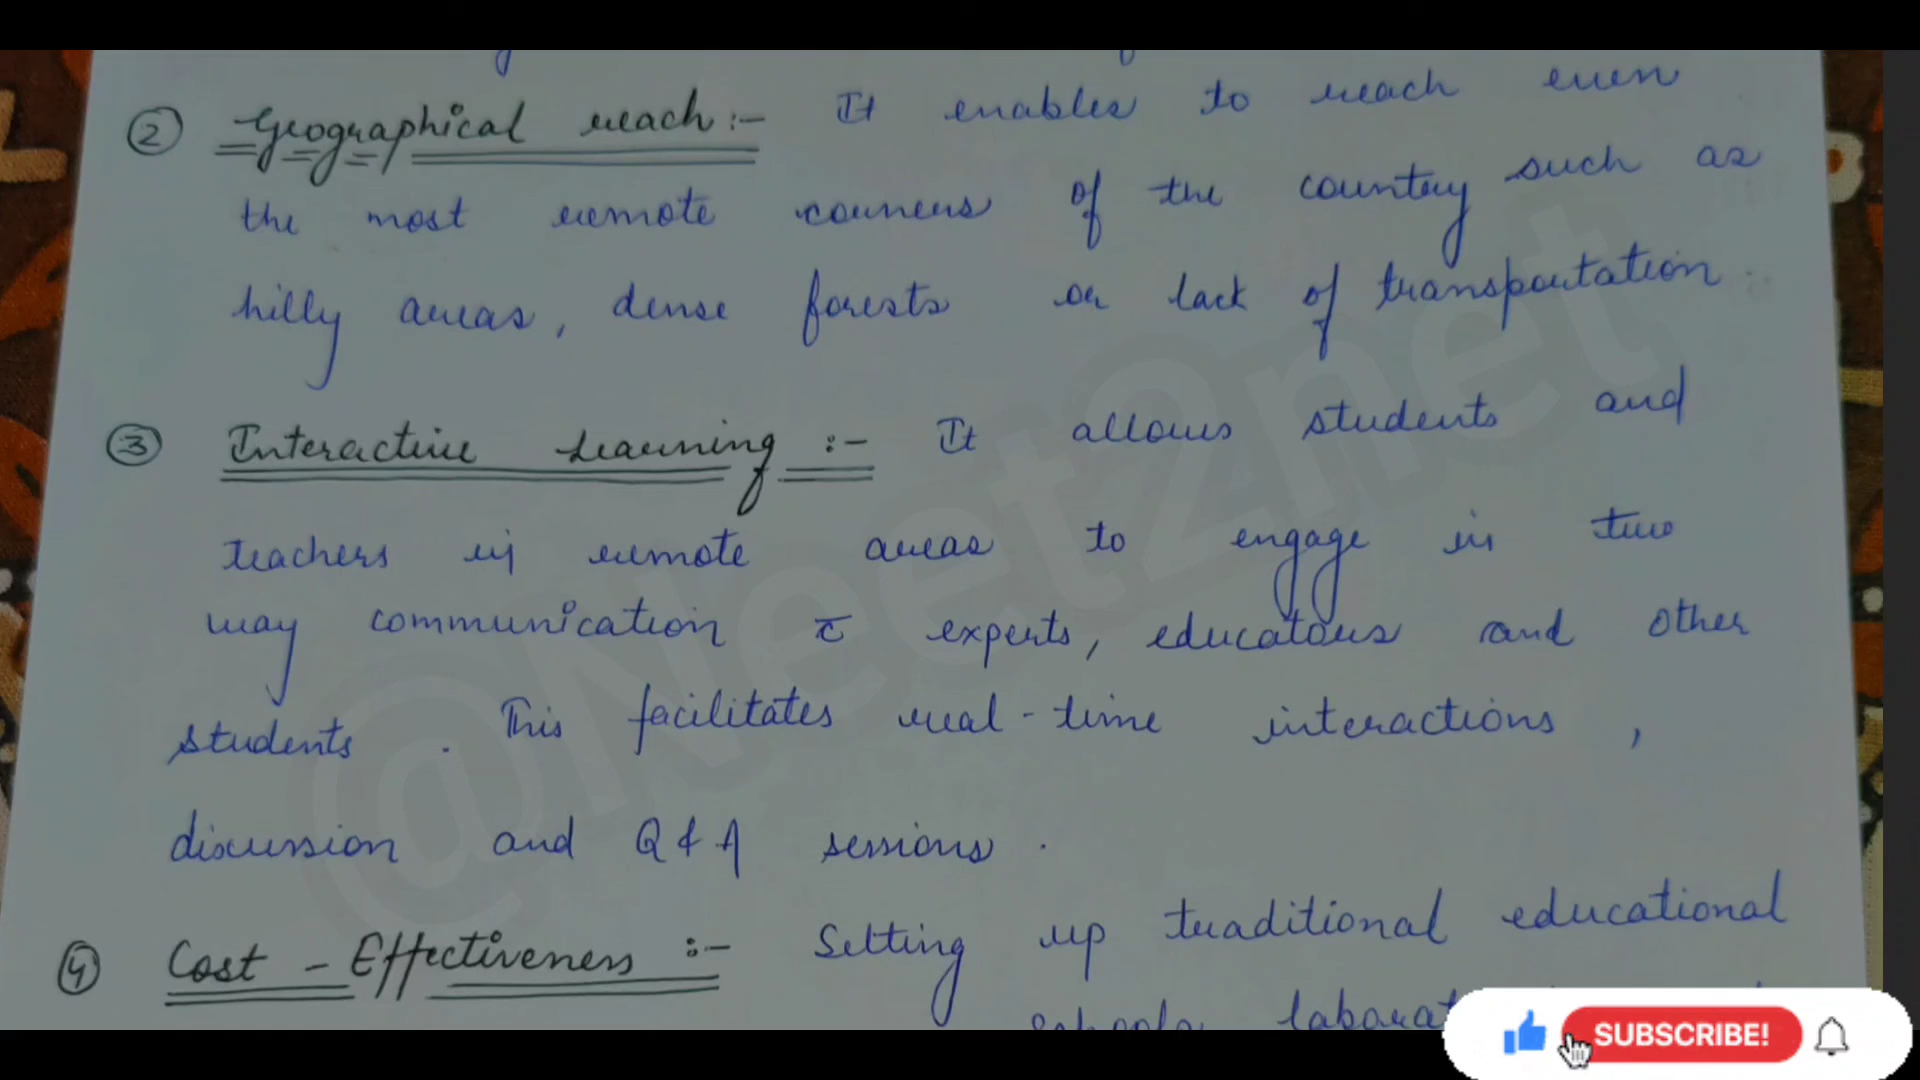 ② Geographical reach :- It enables to reach even
the most remote corners of the country such as
hilly areas, dense forests or lack of transportation
③ Interactive Learning :- It allows students and
teachers in remote areas to engage in two
way communication c̄ experts, educators and other
students . This facilitates real-time interactions ,
discussion and Q & A sessions .
④ Cost - Effectiveness :- Setting up traditional educational
schools,
@Neet2net
SUBSCRIBE!